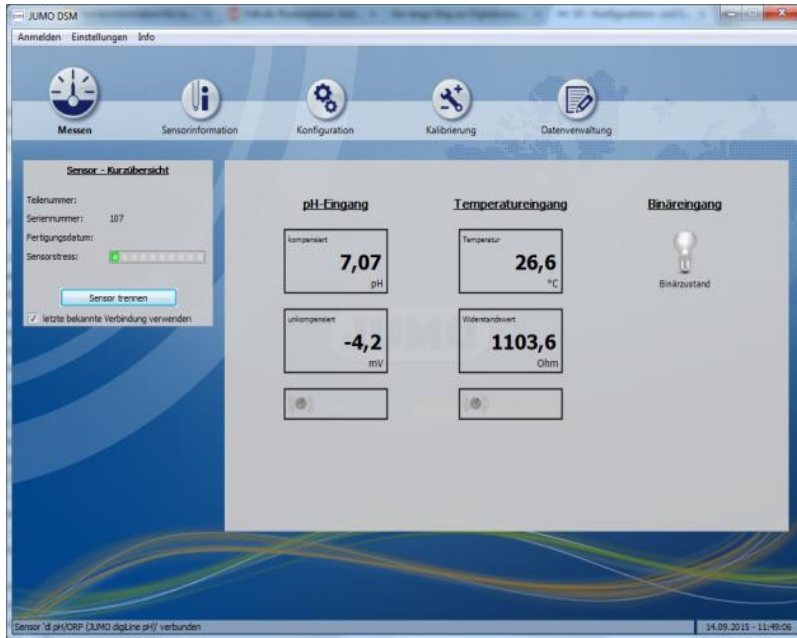 JUMO DSM
Anmelden Einstellungen Info
Messen Sensorinformation Konfiguration Kalibrierung Datenverwaltung
Sensor - Kurzübersicht
Teilenummer:
Seriennummer: 107
Fertigungsdatum:
Sensorstress:
Sensor trennen
letzte bekannte Verbindung verwenden
pH-Eingang
kompensiert
7,07
pH
unkompensiert
-4,2
mV
Temperatureingang
Temperatur
26,6
°C
Widerstandswert
1103,6
Ohm
Binäreingang
Binärzustand
JUMO
Sensor 'dl pH/ORP (JUMO digiLine pH)' verbunden
14.09.2015 - 11:49:06